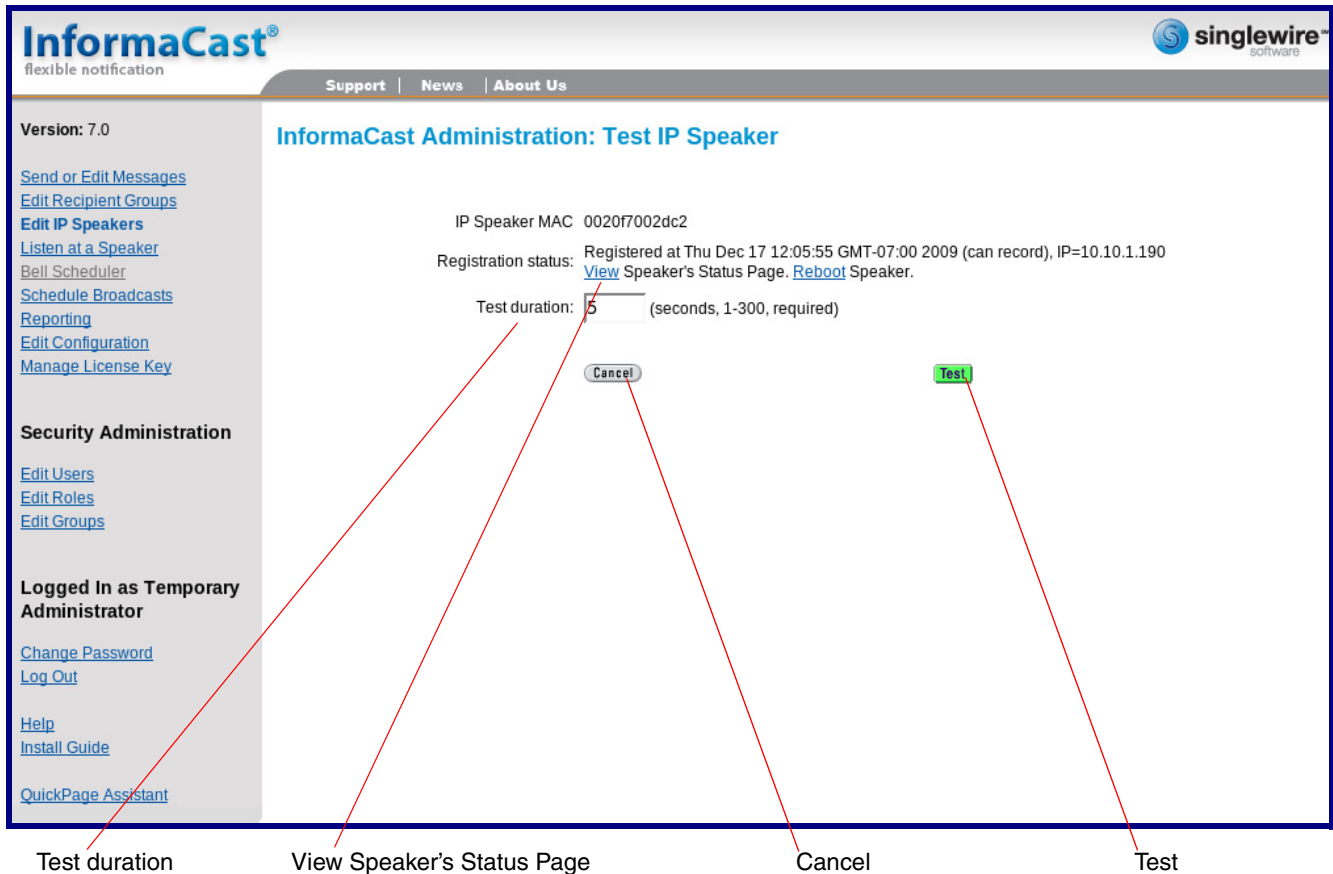 InformaCast®
flexible notification
singlewire™
software
Support | News | About Us
Version: 7.0
Send or Edit Messages
Edit Recipient Groups
Edit IP Speakers
Listen at a Speaker
Bell Scheduler
Schedule Broadcasts
Reporting
Edit Configuration
Manage License Key
Security Administration
Edit Users
Edit Roles
Edit Groups
Logged In as Temporary
Administrator
Change Password
Log Out
Help
Install Guide
QuickPage Assistant
InformaCast Administration: Test IP Speaker
IP Speaker MAC 0020f7002dc2
Registration status: Registered at Thu Dec 17 12:05:55 GMT-07:00 2009 (can record), IP=10.10.1.190
View Speaker's Status Page. Reboot Speaker.
Test duration: 5 (seconds, 1-300, required)
Cancel Test
Test duration View Speaker’s Status Page Cancel Test